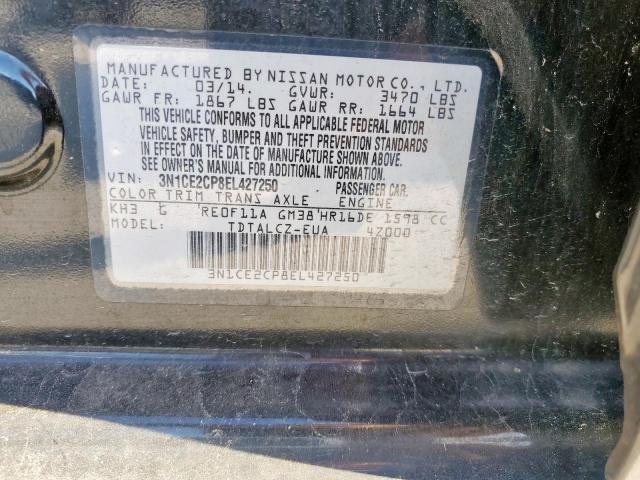 MANUFACTURED BY NISSAN MOTOR CO., LTD.
DATE: 03/14. GVWR: 3470 LBS
GAWR FR: 1867 LBS GAWR RR: 1664 LBS
THIS VEHICLE CONFORMS TO ALL APPLICABLE FEDERAL MOTOR
VEHICLE SAFETY, BUMPER AND THEFT PREVENTION STANDARDS
IN EFFECT ON THE DATE OF MANUFACTURE SHOWN ABOVE.
SEE OWNER'S MANUAL FOR ADDITIONAL INFORMATION.
VIN: 3N1CE2CP8EL427250 PASSENGER CAR.
COLOR TRIM TRANS AXLE ENGINE
KH3 G RE0F11A GM38 HR16DE 1598 CC
MODEL: TDTALCZ-EUA 4Z000
3N1CE2CP8EL427250